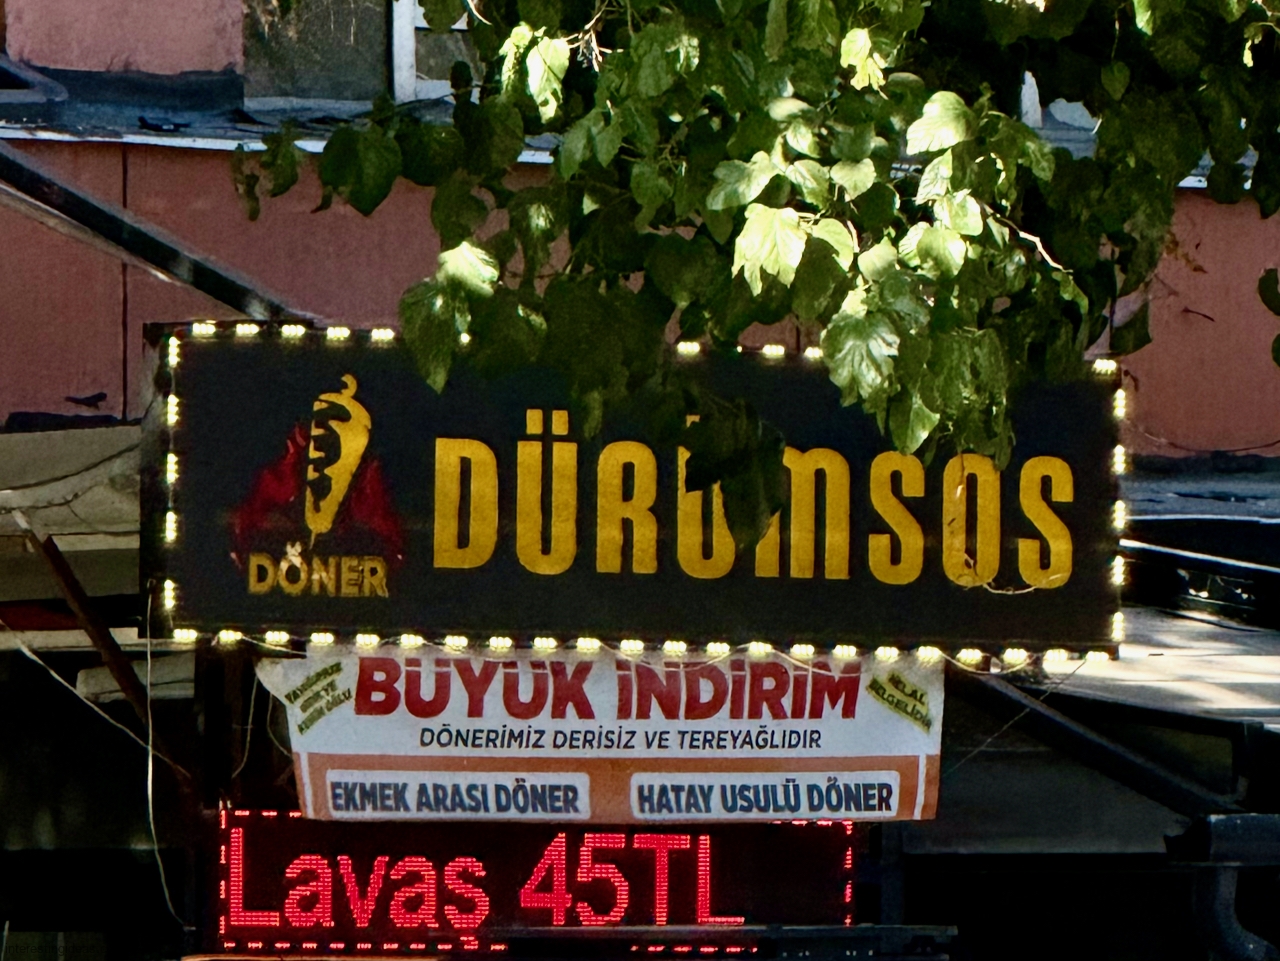 DÖNER
DÜRÜMSOS
BÜYÜK İNDİRİM
HELAL
BELGELİDİR
DÖNERİMİZ DERİSİZ VE TEREYAĞLIDIR
EKMEK ARASI DÖNER
HATAY USULÜ DÖNER
Lavaş 45TL